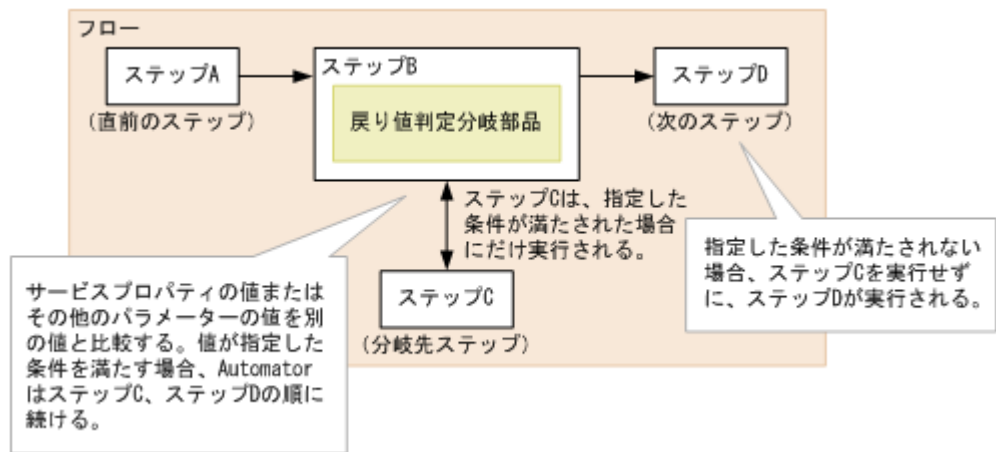 フロー
ステップA
(直前のステップ)
ステップB
戻り値判定分岐部品
ステップD
(次のステップ)
ステップCは、指定した
条件が満たされた場合
にだけ実行される。
ステップC
(分岐先ステップ)
サービスプロパティの値または
その他のパラメーターの値を別
の値と比較する。値が指定した
条件を満たす場合、Automator
はステップC、ステップDの順に
続ける。
指定した条件が満たされない
場合、ステップCを実行せず
に、ステップDが実行される。